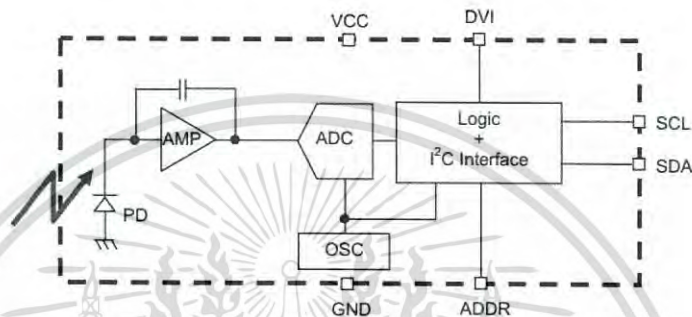 VCC
DVI
AMP
ADC
Logic
+
I²C Interface
SCL
SDA
PD
OSC
GND
ADDR